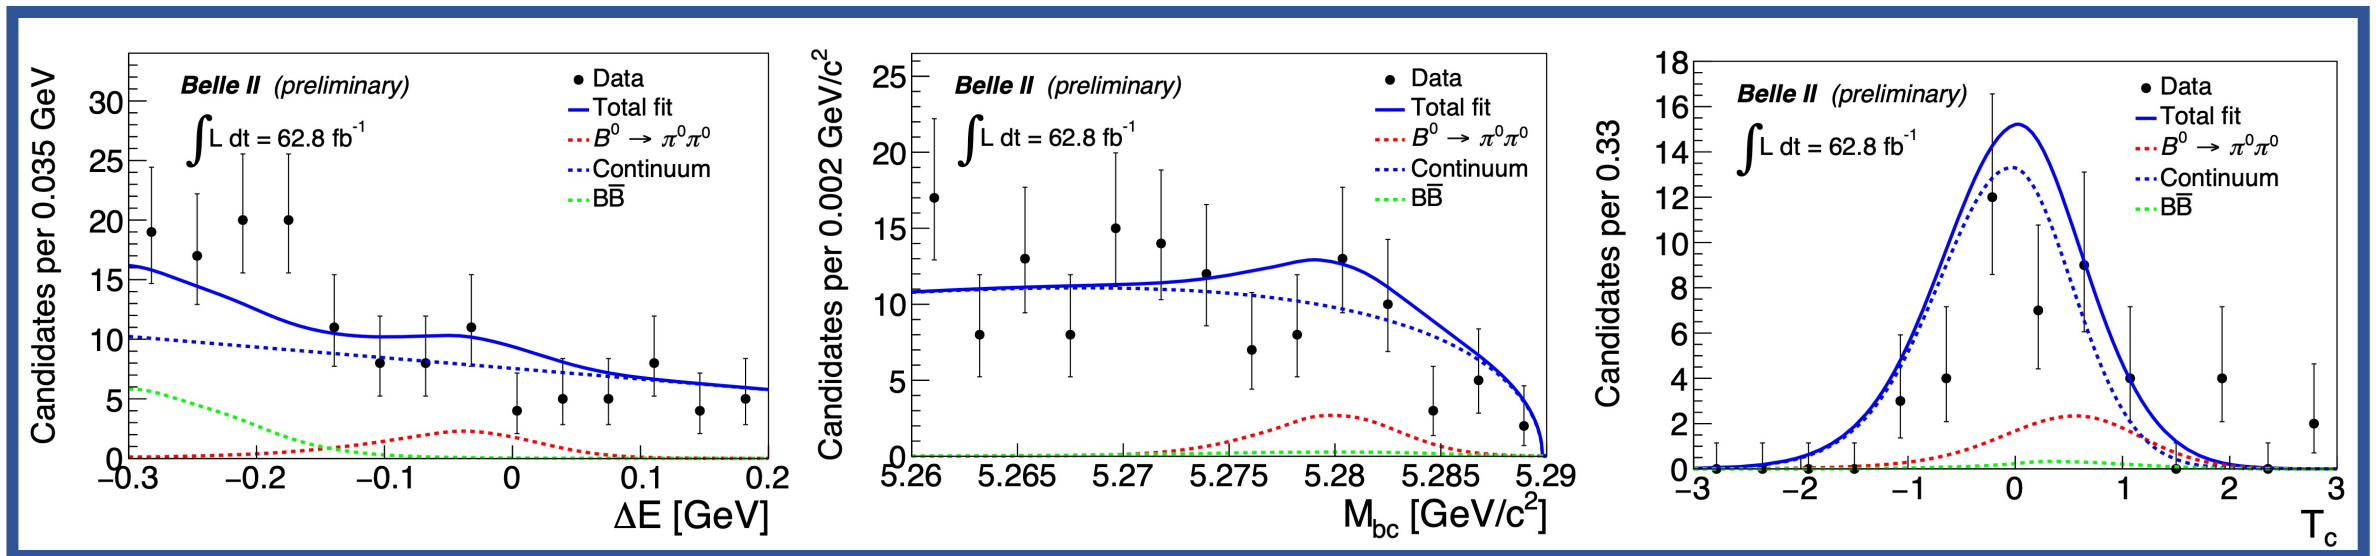 Belle II (preliminary)
∫L dt = 62.8 fb⁻¹
Data
Total fit
B⁰ → π⁰π⁰
Continuum
BB̅
Candidates per 0.035 GeV
30
25
20
15
10
5
0
−0.3 −0.2 −0.1 0 0.1 0.2
ΔE [GeV]
Belle II (preliminary)
∫L dt = 62.8 fb⁻¹
Data
Total fit
B⁰ → π⁰π⁰
Continuum
BB̅
Candidates per 0.002 GeV/c²
25
20
15
10
5
0
5.26 5.265 5.27 5.275 5.28 5.285 5.29
M_bc [GeV/c²]
Belle II (preliminary)
∫L dt = 62.8 fb⁻¹
Data
Total fit
B⁰ → π⁰π⁰
Continuum
BB̅
Candidates per 0.33
18
16
14
12
10
8
6
4
2
0
−3 −2 −1 0 1 2 3
T_c